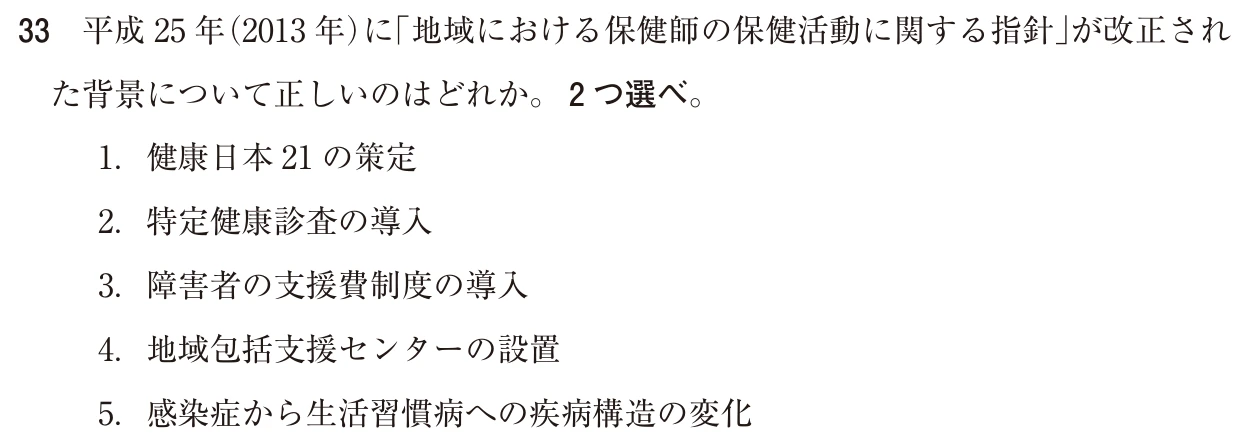 33 平成 25 年(2013 年)に「地域における保健師の保健活動に関する指針」が改正され
た背景について正しいのはどれか。 2 つ選べ。
1. 健康日本 21 の策定
2. 特定健康診査の導入
3. 障害者の支援費制度の導入
4. 地域包括支援センターの設置
5. 感染症から生活習慣病への疾病構造の変化